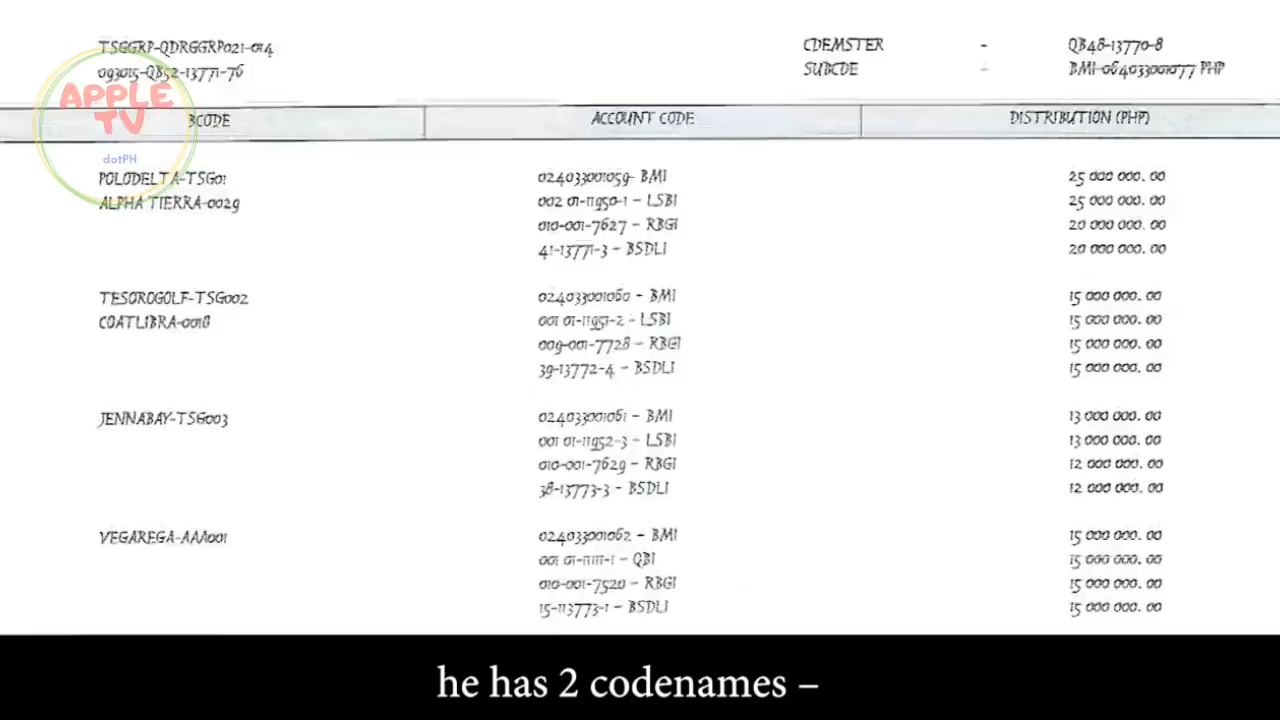 TSGGRP-QDRGGRP021-014 CDEMSTER - QB48-13770-8
093015-QB52-13771-76 SUBCDE - BMI-064033001077 PHP
APPLE
TV
dotPH
BCODE ACCOUNT CODE DISTRIBUTION (PHP)
POLODELTA-TSG01 024033001059- BMI 25 000 000. 00
ALPHA TIERRA-0029 002 01-11950-1 - LSBI 25 000 000. 00
010-001-7627 - RBGI 20 000 000. 00
41-13771-3 - BSDLI 20 000 000. 00
TESOROGOLF-TSG002 024033001060 - BMI 15 000 000. 00
COATLIBRA-0018 001 01-11951-2 - LSBI 15 000 000. 00
009-001-7728 - RBGI 15 000 000. 00
39-13772-4 - BSDLI 15 000 000. 00
JENNABAY-TSG003 024033001061 - BMI 13 000 000. 00
001 01-11952-3 - LSBI 13 000 000. 00
010-001-7629 - RBGI 12 000 000. 00
38-13773-3 - BSDLI 12 000 000. 00
VEGAREGA-AAA001 024033001062 - BMI 15 000 000. 00
001 01-11111-1 - QBI 15 000 000. 00
010-001-7520 - RBGI 15 000 000. 00
15-113773-1 - BSDLI 15 000 000. 00
he has 2 codenames –